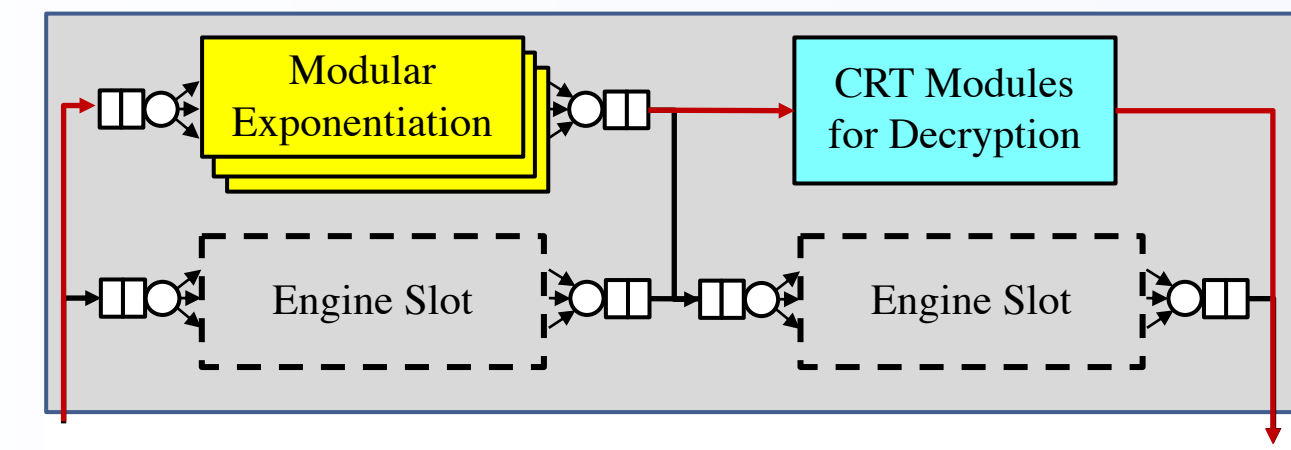 Modular
Exponentiation
CRT Modules
for Decryption
Engine Slot
Engine Slot